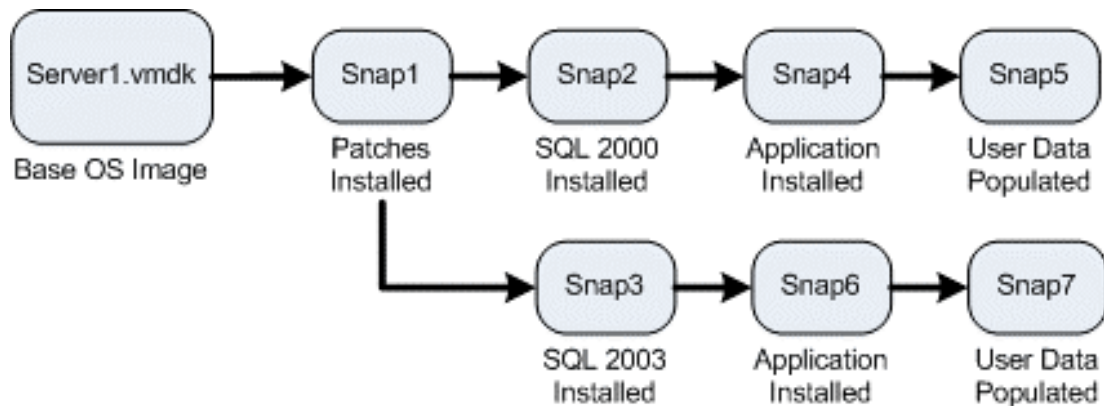 Server1.vmdk
Base OS Image
Snap1
Patches
Installed
Snap2
SQL 2000
Installed
Snap4
Application
Installed
Snap5
User Data
Populated
Snap3
SQL 2003
Installed
Snap6
Application
Installed
Snap7
User Data
Populated